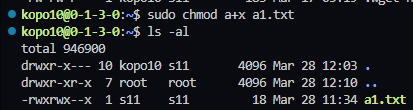 kopo10@0-1-3-0:~$ sudo chmod a+x a1.txt
kopo10@0-1-3-0:~$ ls -al
total 946900
drwxr-x--- 10 kopo10 s11 4096 Mar 28 12:03 .
drwxr-xr-x 7 root root 4096 Mar 28 12:10 ..
-rwxrwx--x 1 s11 s11 18 Mar 28 11:34 a1.txt